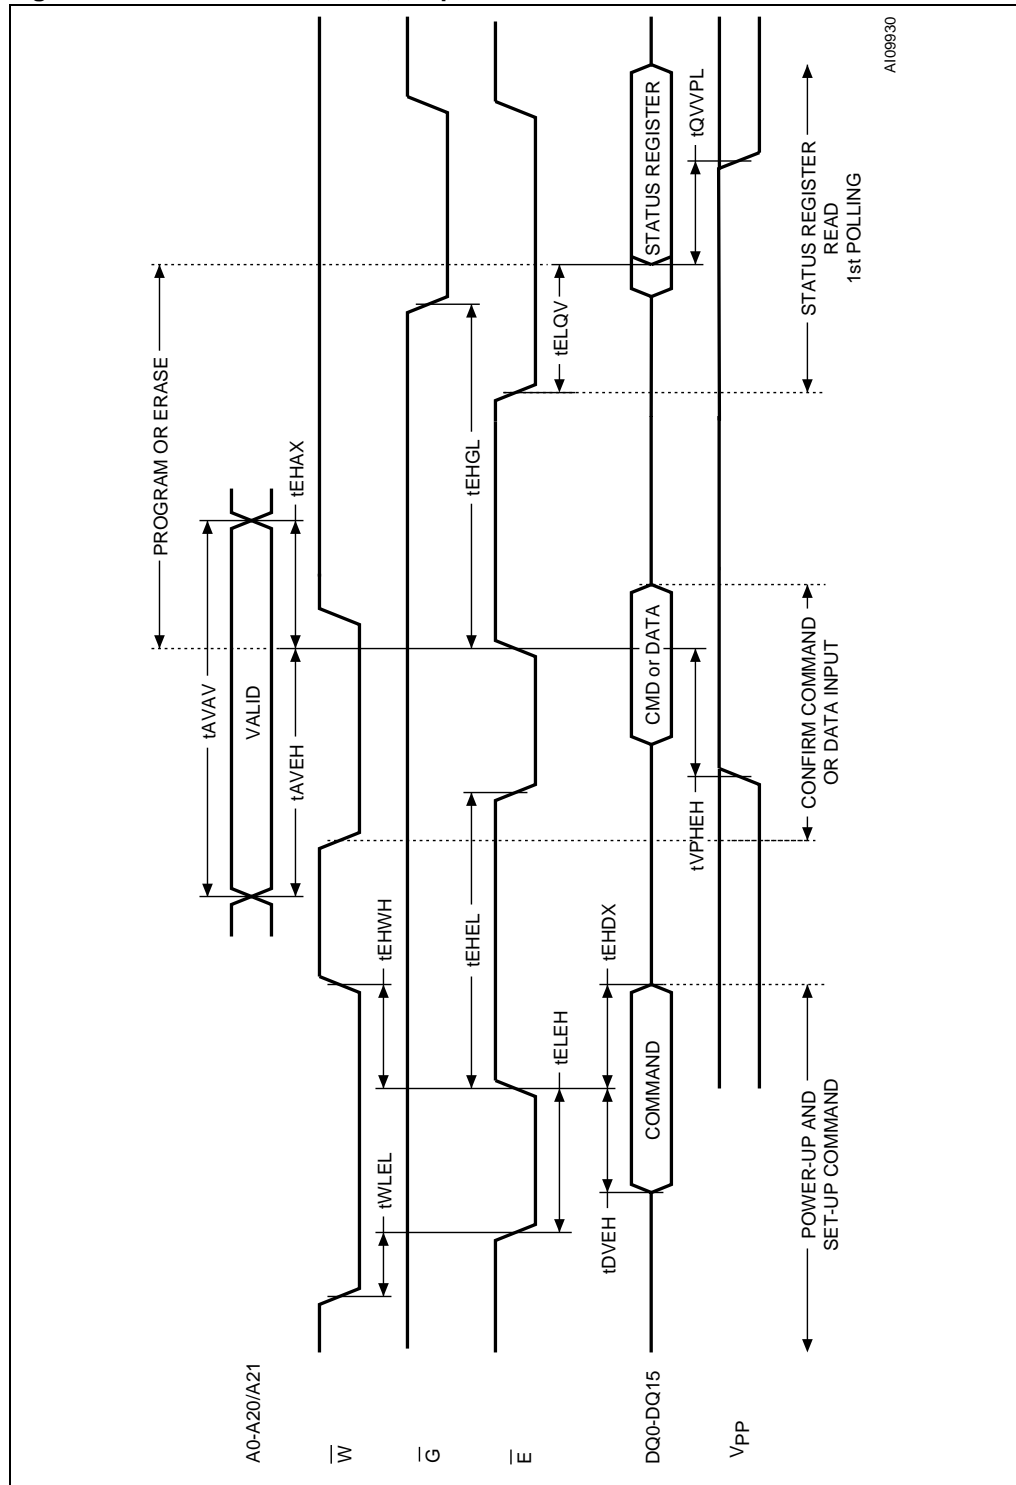 A0-A20/A21
VALID
tAVAV
tAVEH
tEHAX
PROGRAM OR ERASE
W
tWLEL
tEHWH
G
tEHEL
tEHGL
E
tELEH
tELQV
DQ0-DQ15
COMMAND
CMD or DATA
STATUS REGISTER
tDVEH
tEHDX
VPP
tVPHEH
tQVVPL
POWER-UP AND
SET-UP COMMAND
CONFIRM COMMAND
OR DATA INPUT
STATUS REGISTER
READ
1st POLLING
AI09930